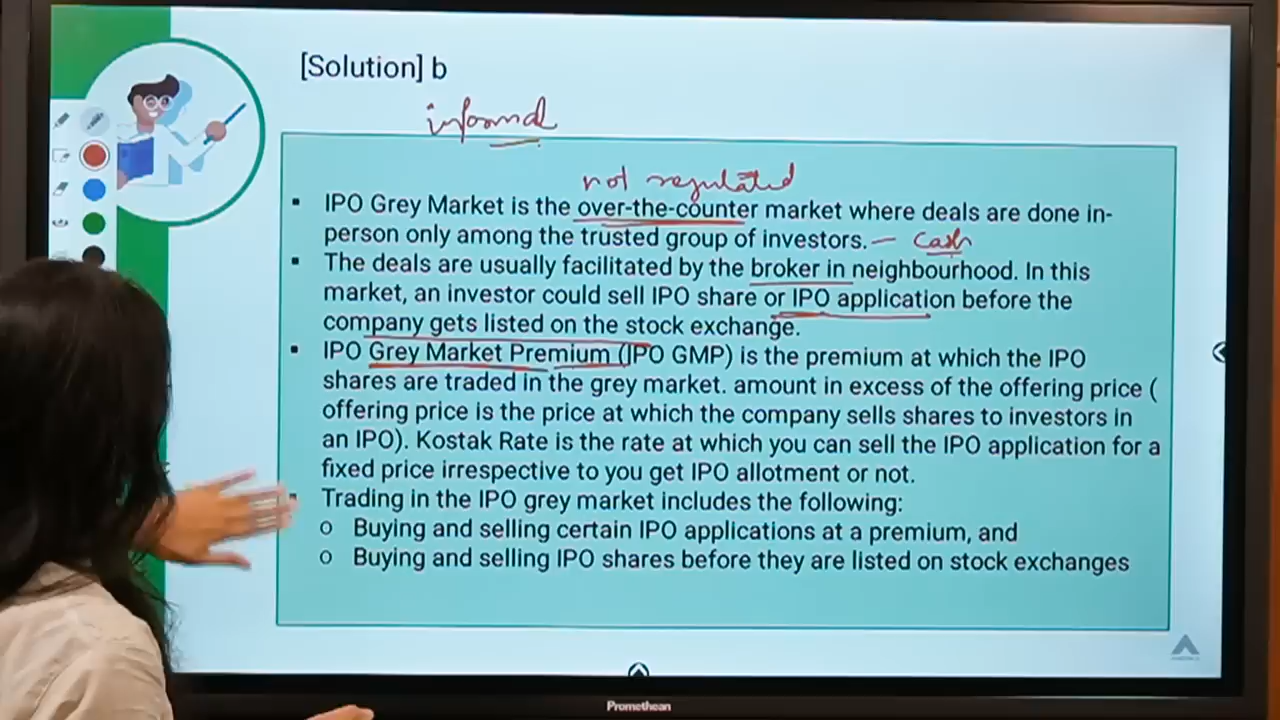 [Solution] b
informal
not regulated
▪ IPO Grey Market is the over-the-counter market where deals are done in-
person only among the trusted group of investors. — Cash
▪ The deals are usually facilitated by the broker in neighbourhood. In this
market, an investor could sell IPO share or IPO application before the
company gets listed on the stock exchange.
▪ IPO Grey Market Premium (IPO GMP) is the premium at which the IPO
shares are traded in the grey market. amount in excess of the offering price (
offering price is the price at which the company sells shares to investors in
an IPO). Kostak Rate is the rate at which you can sell the IPO application for a
fixed price irrespective to you get IPO allotment or not.
▪ Trading in the IPO grey market includes the following:
o Buying and selling certain IPO applications at a premium, and
o Buying and selling IPO shares before they are listed on stock exchanges
Promethean